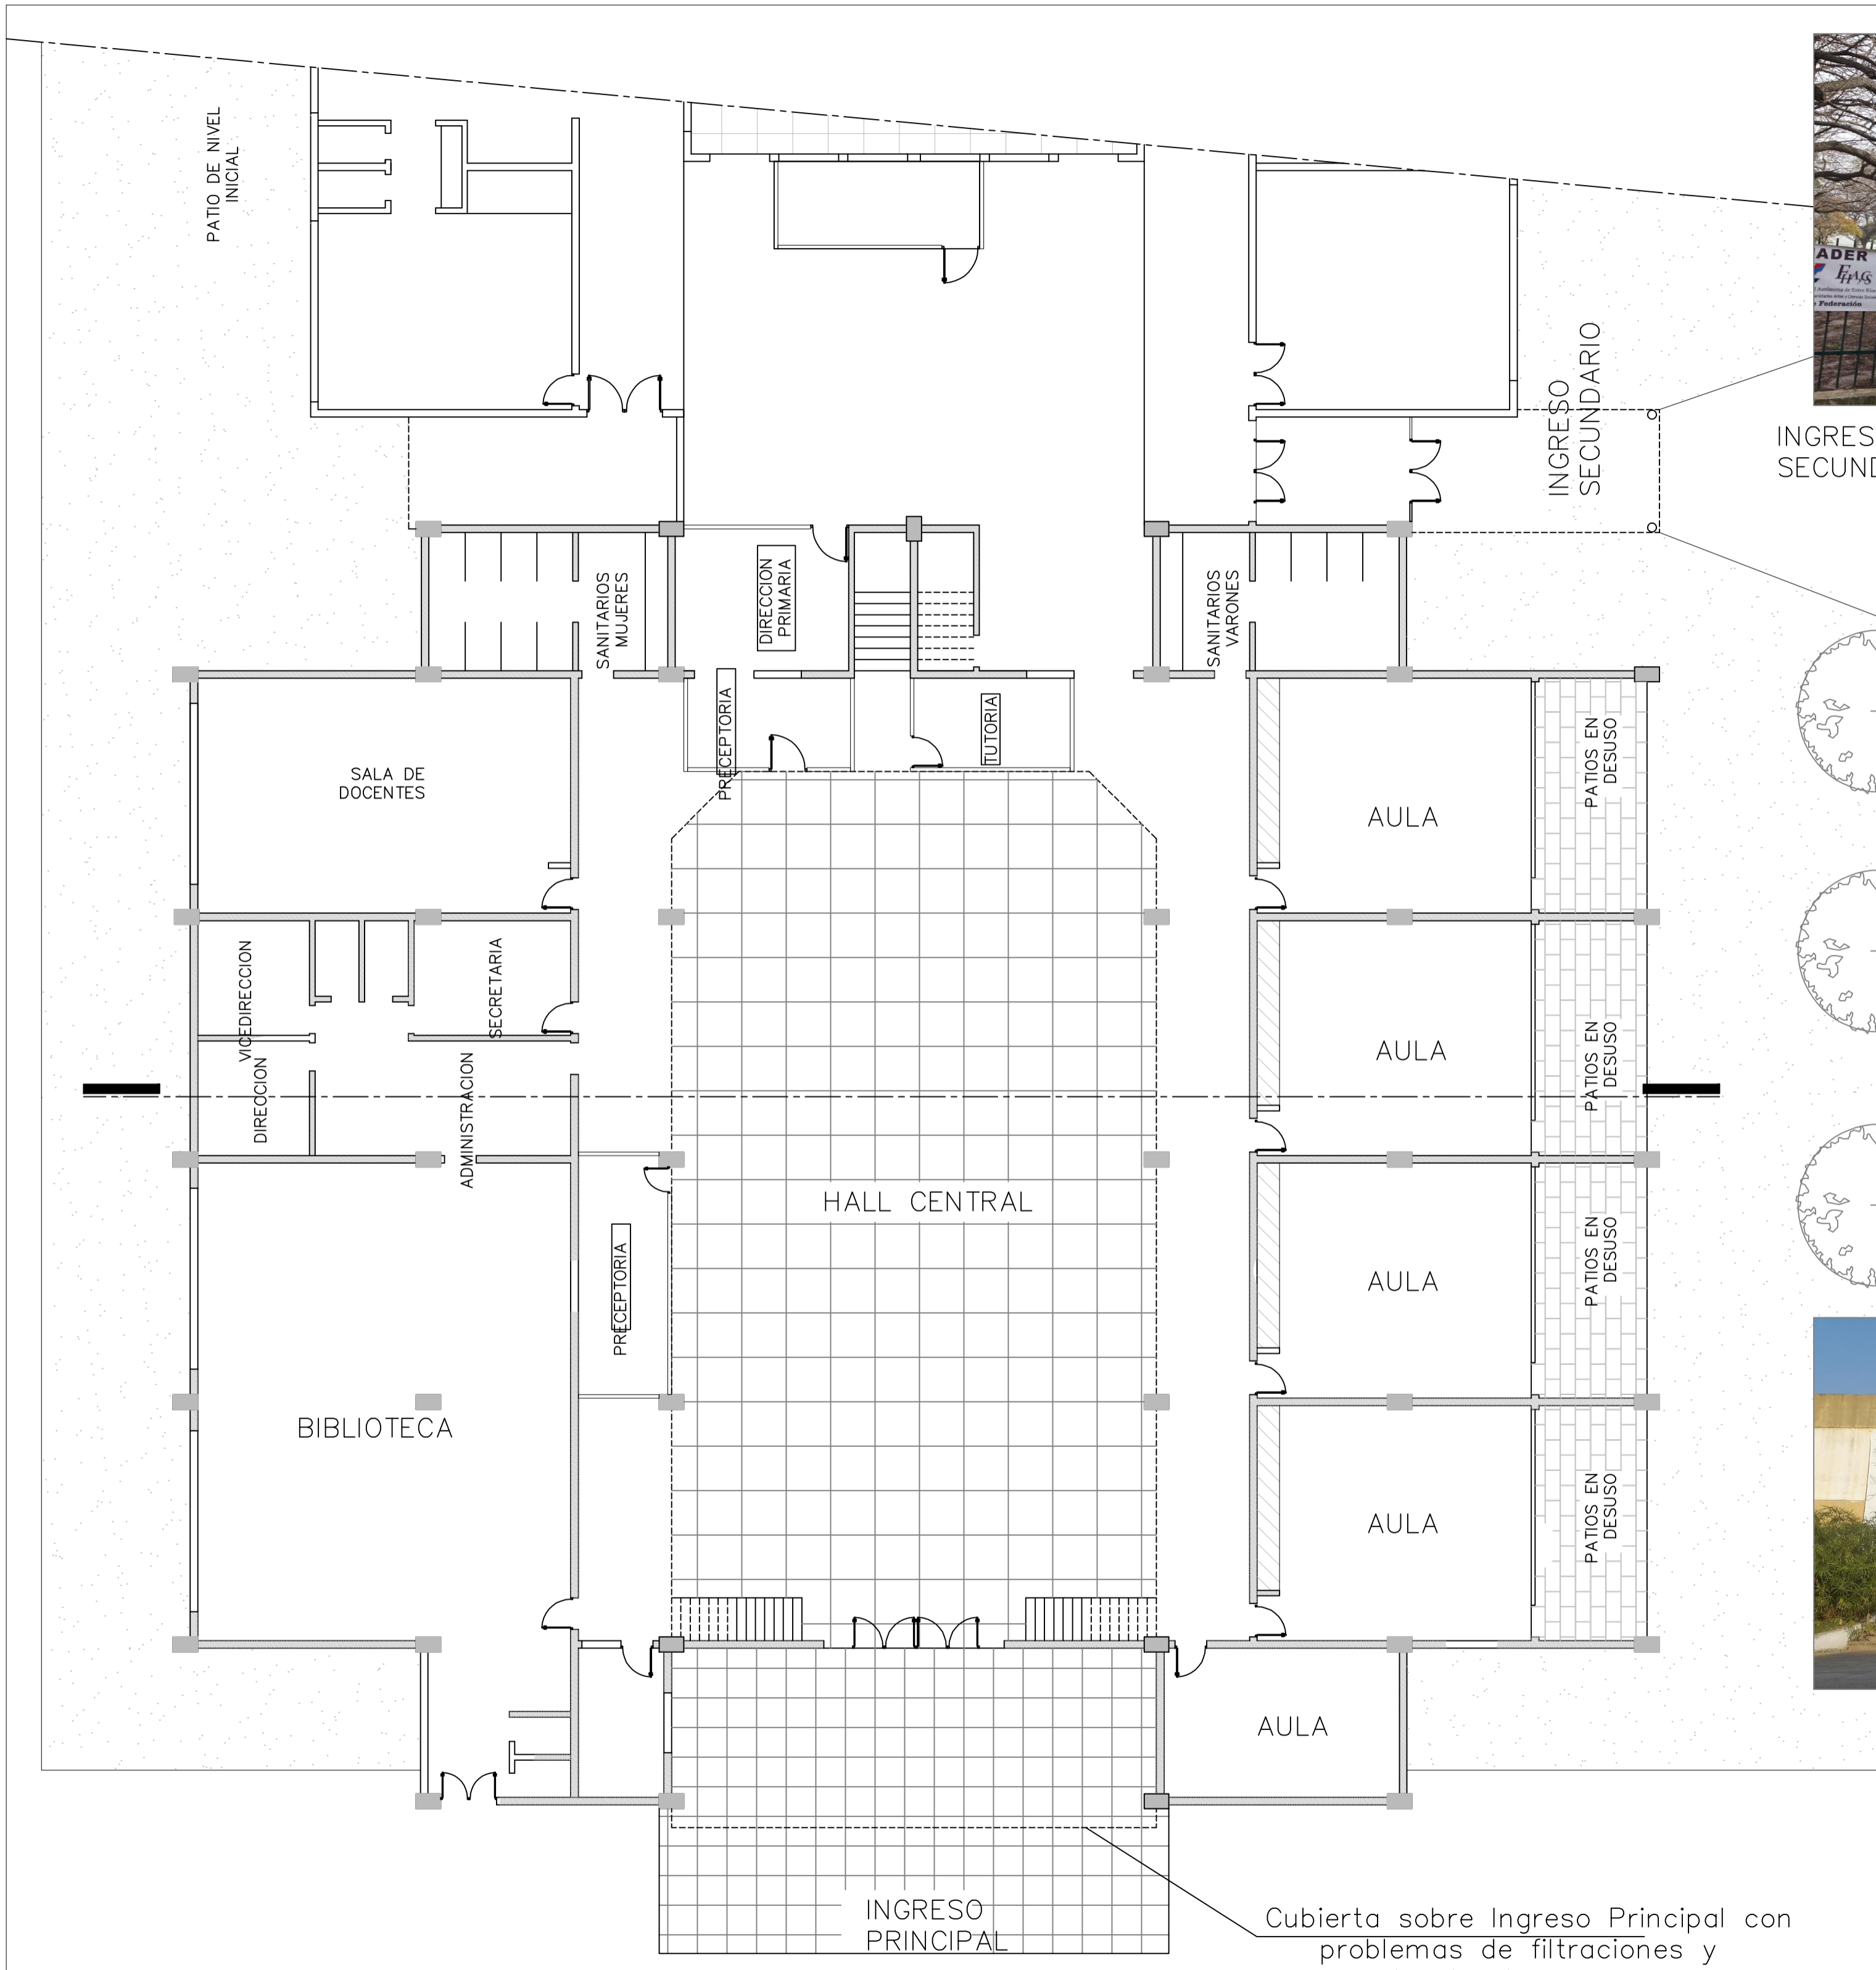 PATIO DE NIVEL
INICIAL
ADER
FHAyCS
Federación
INGRESO
SECUNDARIO
INGRES
SECUND
SANITARIOS
MUJERES
DIRECCION
PRIMARIA
SANITARIOS
VARONES
PRECEPTORIA
TUTORIA
SALA DE
DOCENTES
AULA
PATIOS EN
DESUSO
VICEDIRECCION
SECRETARIA
DIRECCION
ADMINISTRACION
AULA
PATIOS EN
DESUSO
HALL CENTRAL
PRECEPTORIA
AULA
PATIOS EN
DESUSO
BIBLIOTECA
AULA
PATIOS EN
DESUSO
AULA
INGRESO
PRINCIPAL
Cubierta sobre Ingreso Principal con
problemas de filtraciones y